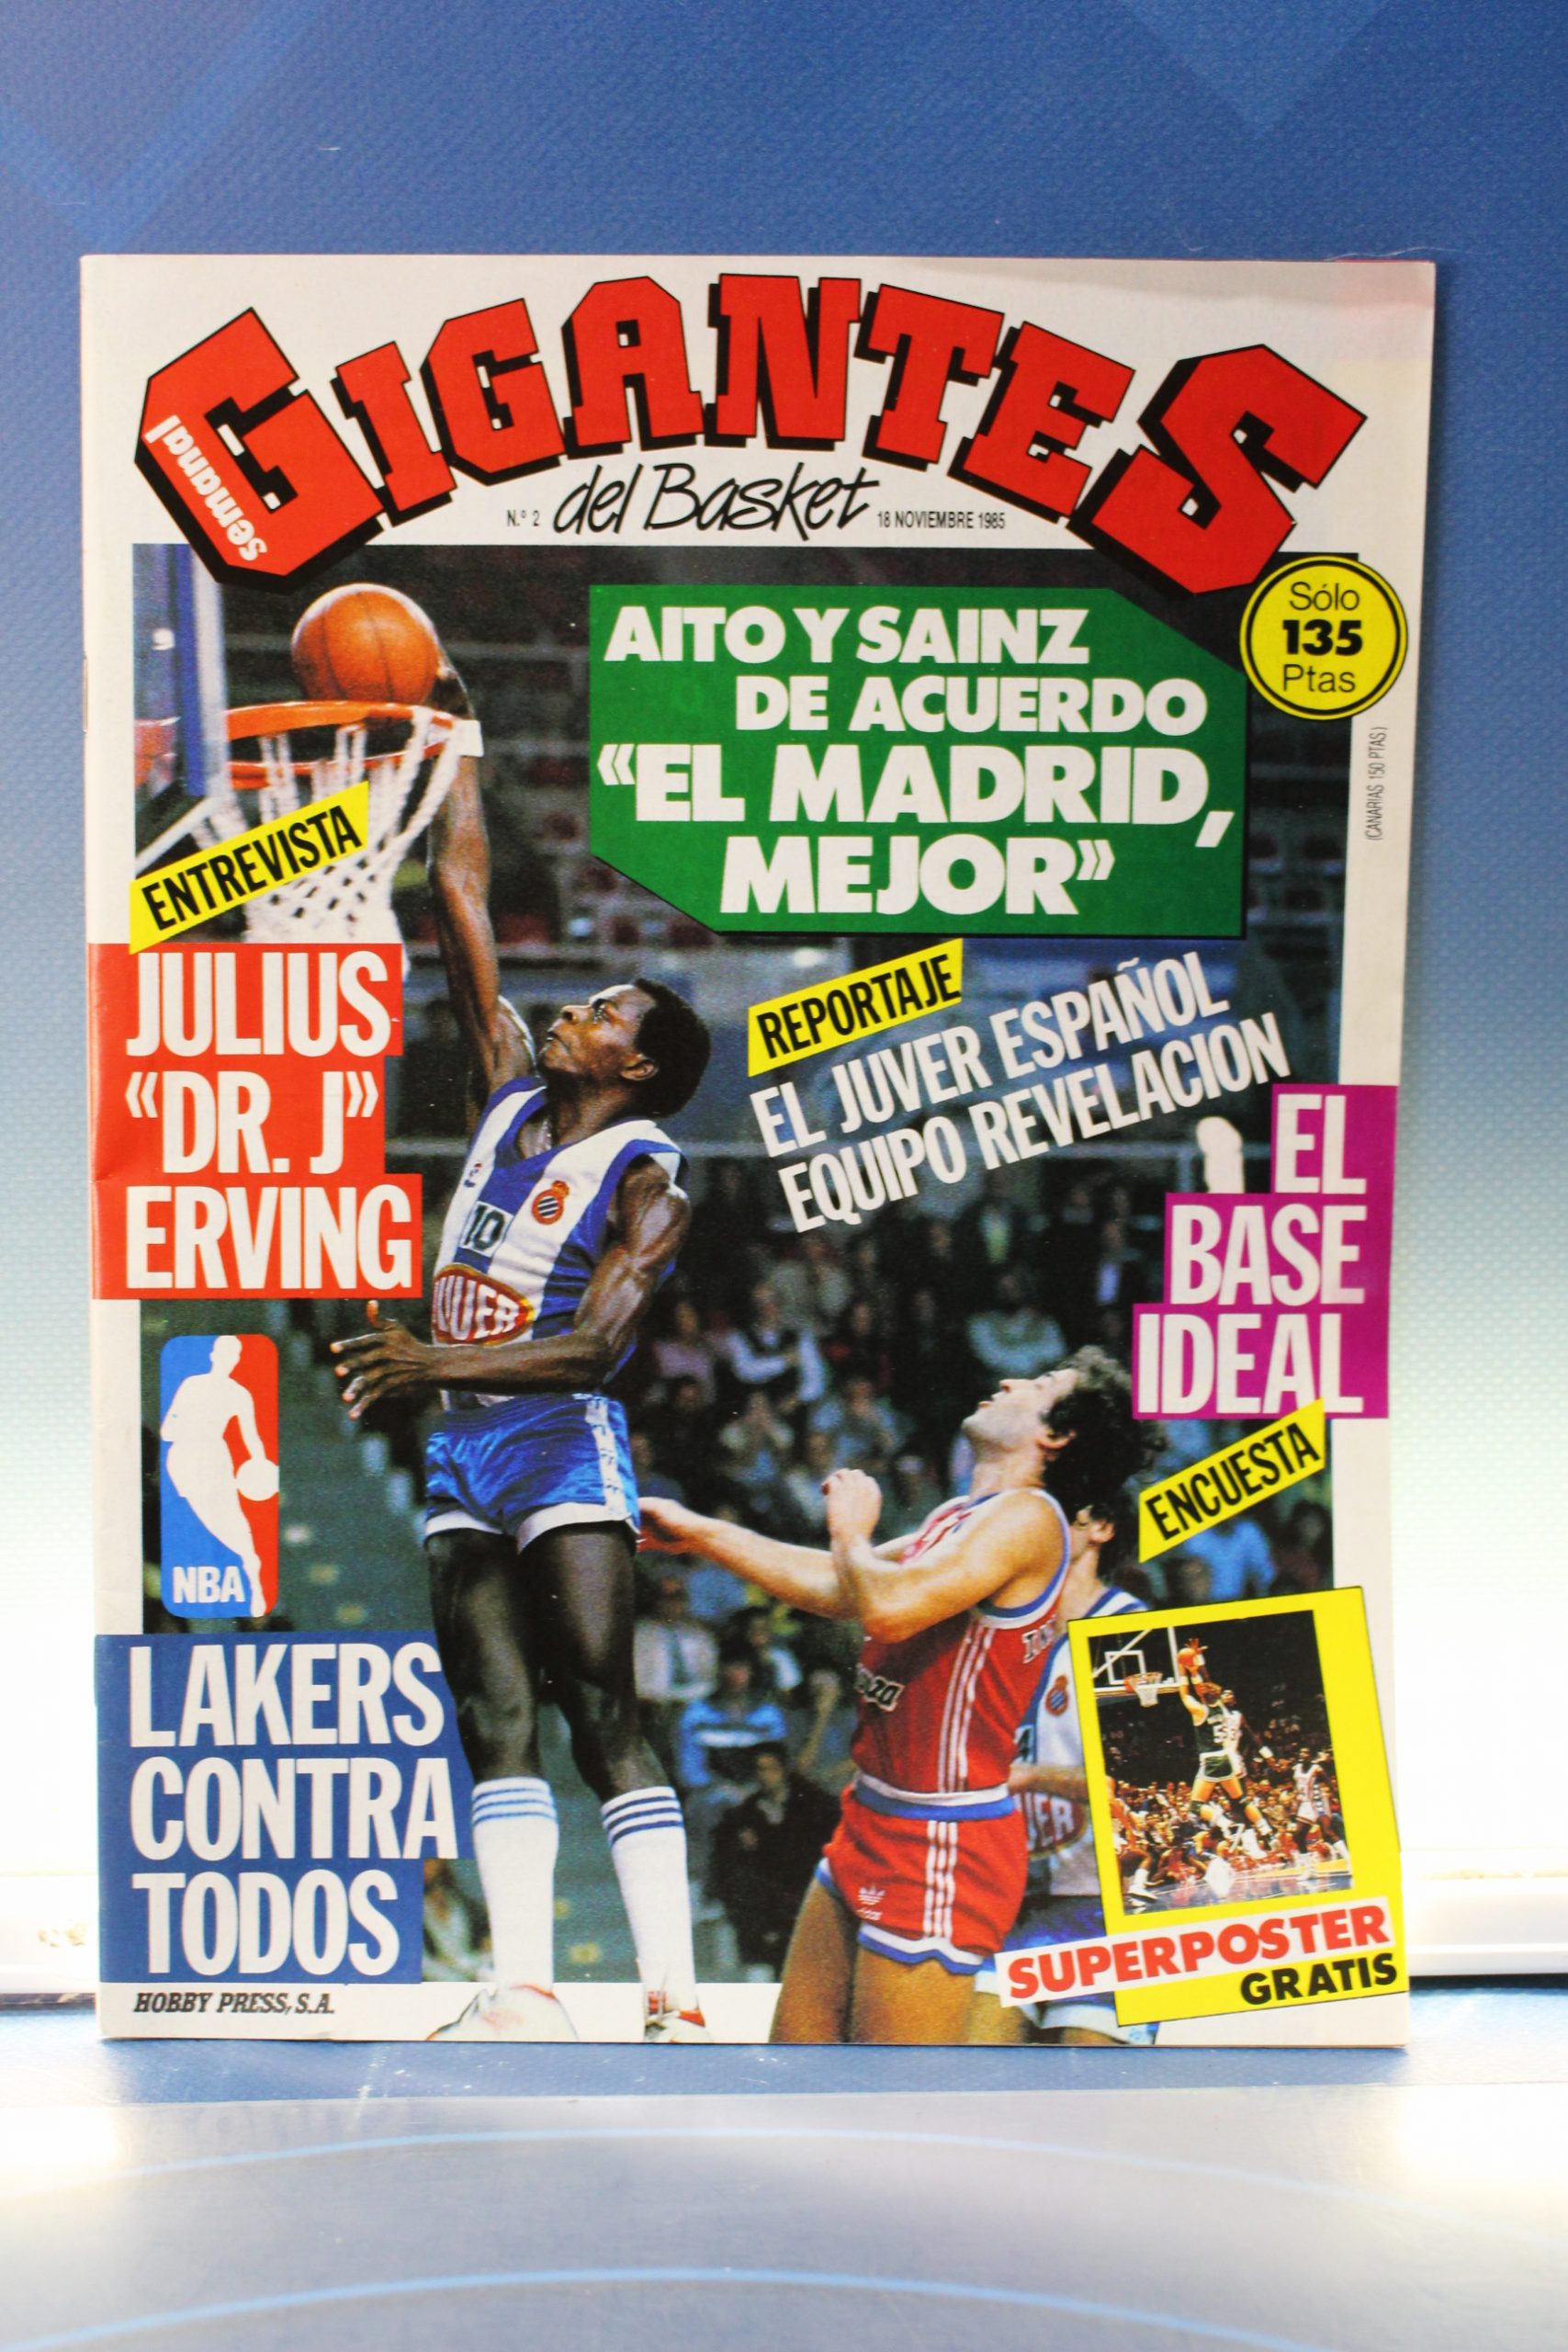 GIGANTES
semanal
N.º 2 del Basket 18 NOVIEMBRE 1985
Sólo
135
Ptas
(CANARIAS 150 PTAS)
AITO Y SAINZ
DE ACUERDO
«EL MADRID,
MEJOR»
ENTREVISTA
JULIUS
«DR. J»
ERVING
REPORTAJE
EL JUVER ESPAÑOL
EQUIPO REVELACION
EL
BASE
IDEAL
ENCUESTA
10
NBA
LAKERS
CONTRA
TODOS
SUPERPOSTER
GRATIS
HOBBY PRESS, S.A.